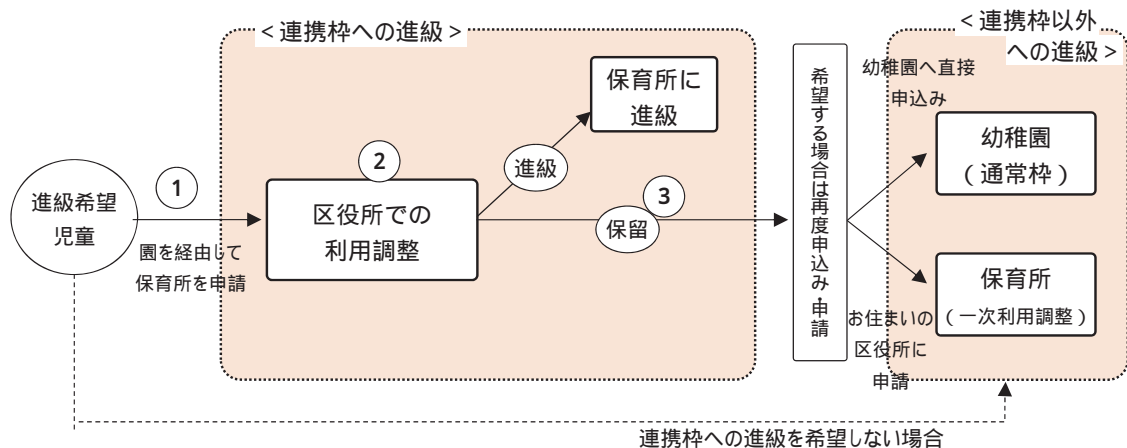 ＜連携枠への進級＞
＜連携枠以外
への進級＞
進級希望
児童
1
園を経由して
保育所を申請
2
区役所での
利用調整
進級
保育所に
進級
3
保留
希望する場合は再度申込み・申請
幼稚園へ直接
申込み
幼稚園
（通常枠）
保育所
（一次利用調整）
お住まいの
区役所に
申請
連携枠への進級を希望しない場合